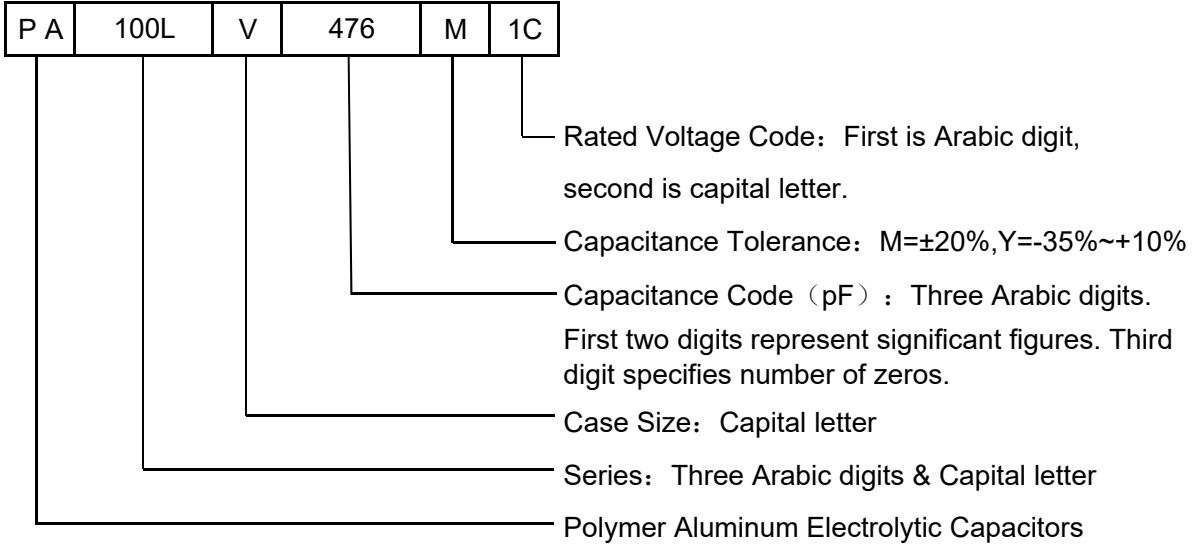 P A 100L V 476 M 1C
Rated Voltage Code：First is Arabic digit,
second is capital letter.
Capacitance Tolerance：M=±20%,Y=-35%~+10%
Capacitance Code（pF）：Three Arabic digits.
First two digits represent significant figures. Third
digit specifies number of zeros.
Case Size：Capital letter
Series：Three Arabic digits & Capital letter
Polymer Aluminum Electrolytic Capacitors